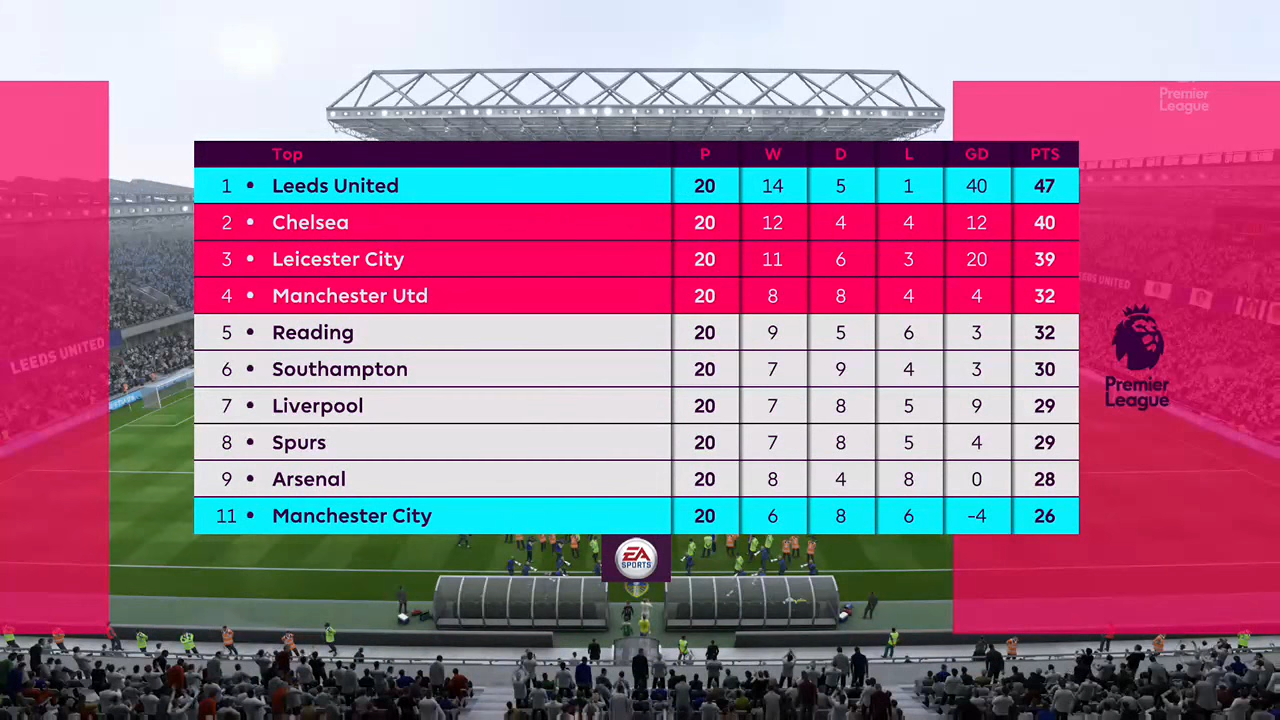 Premier
League
Top P W D L GD PTS
1 • Leeds United 20 14 5 1 40 47
2 • Chelsea 20 12 4 4 12 40
3 • Leicester City 20 11 6 3 20 39
4 • Manchester Utd 20 8 8 4 4 32
5 • Reading 20 9 5 6 3 32
6 • Southampton 20 7 9 4 3 30
7 • Liverpool 20 7 8 5 9 29
8 • Spurs 20 7 8 5 4 29
9 • Arsenal 20 8 4 8 0 28
11 • Manchester City 20 6 8 6 -4 26
LEEDS UNITED
LEEDS UNITED
Premier
League
EA
SPORTS